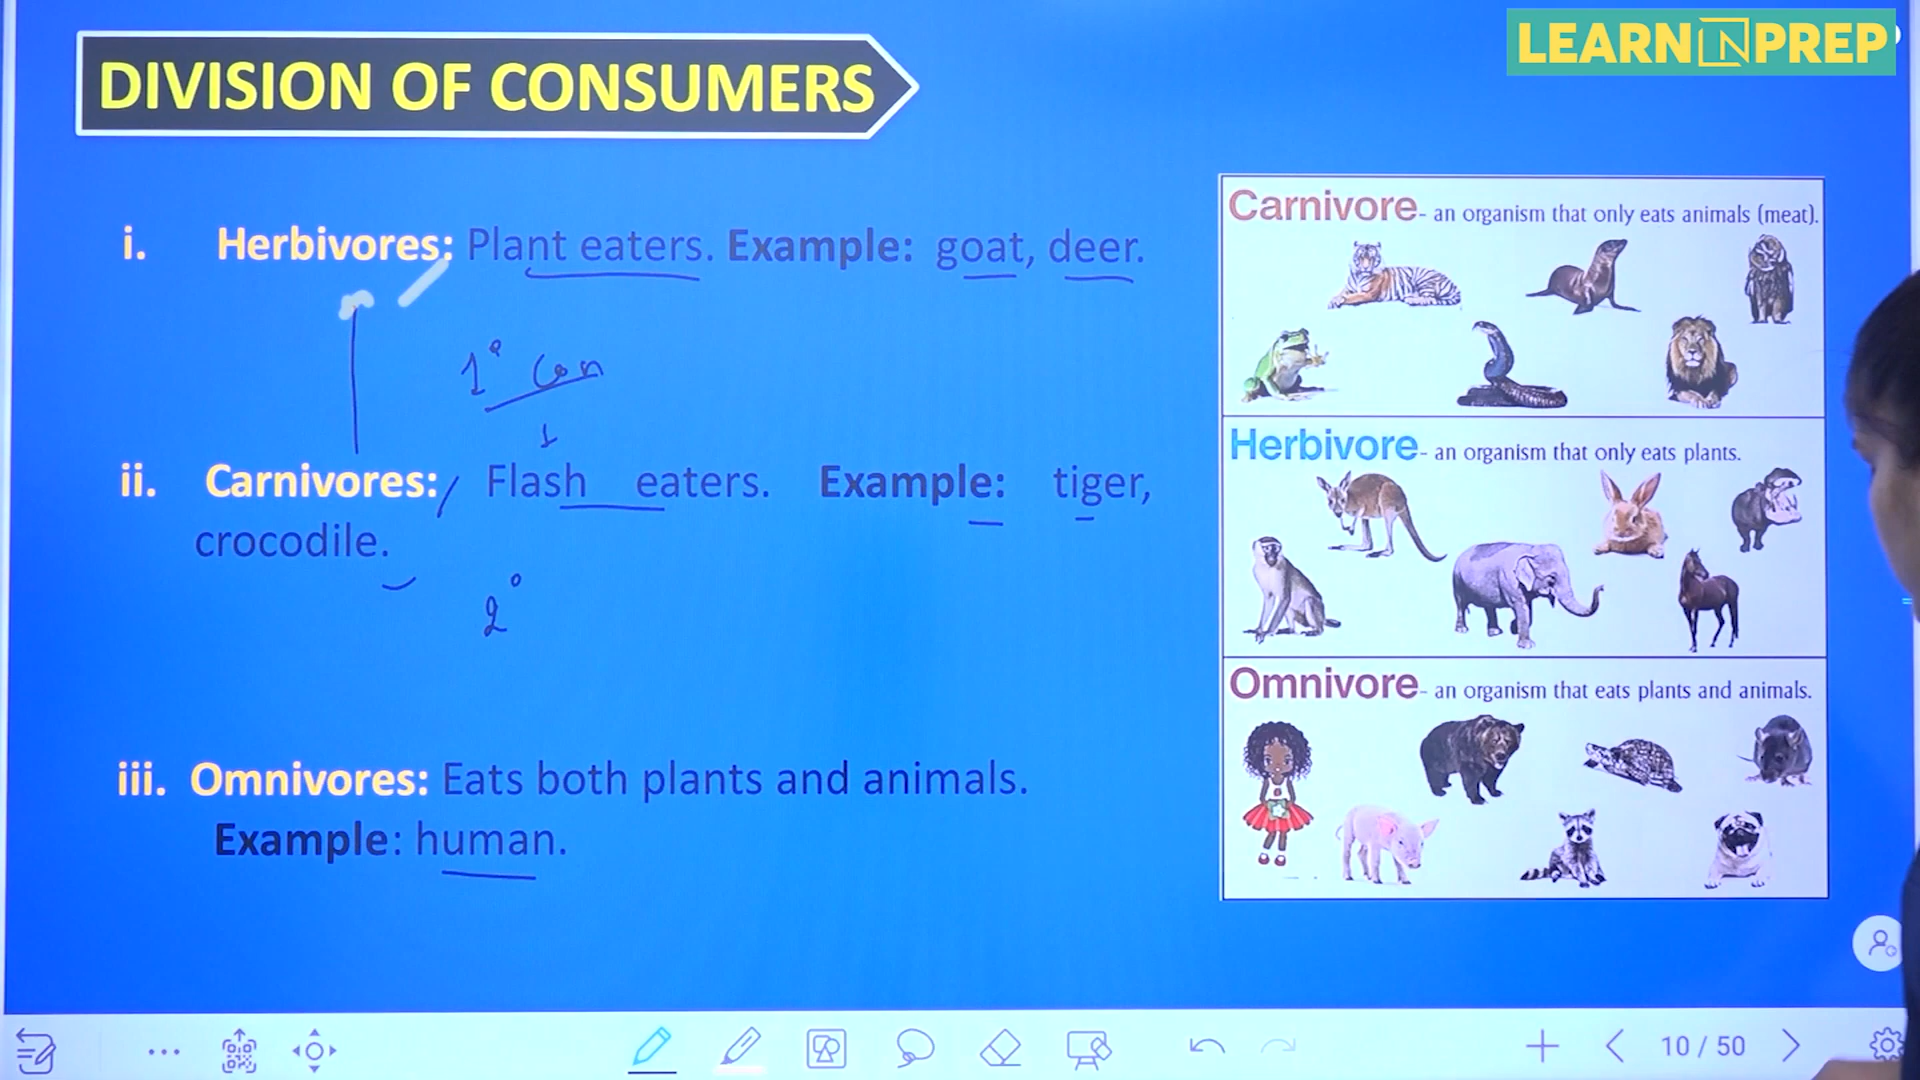 LEARN N PREP
DIVISION OF CONSUMERS
i. Herbivores: Plant eaters. Example: goat, deer.
1° Con
ii. Carnivores: Flash eaters. Example: tiger,
crocodile.
2°
iii. Omnivores: Eats both plants and animals.
Example: human.
Carnivore- an organism that only eats animals (meat).
Herbivore- an organism that only eats plants.
Omnivore- an organism that eats plants and animals.
10 / 50